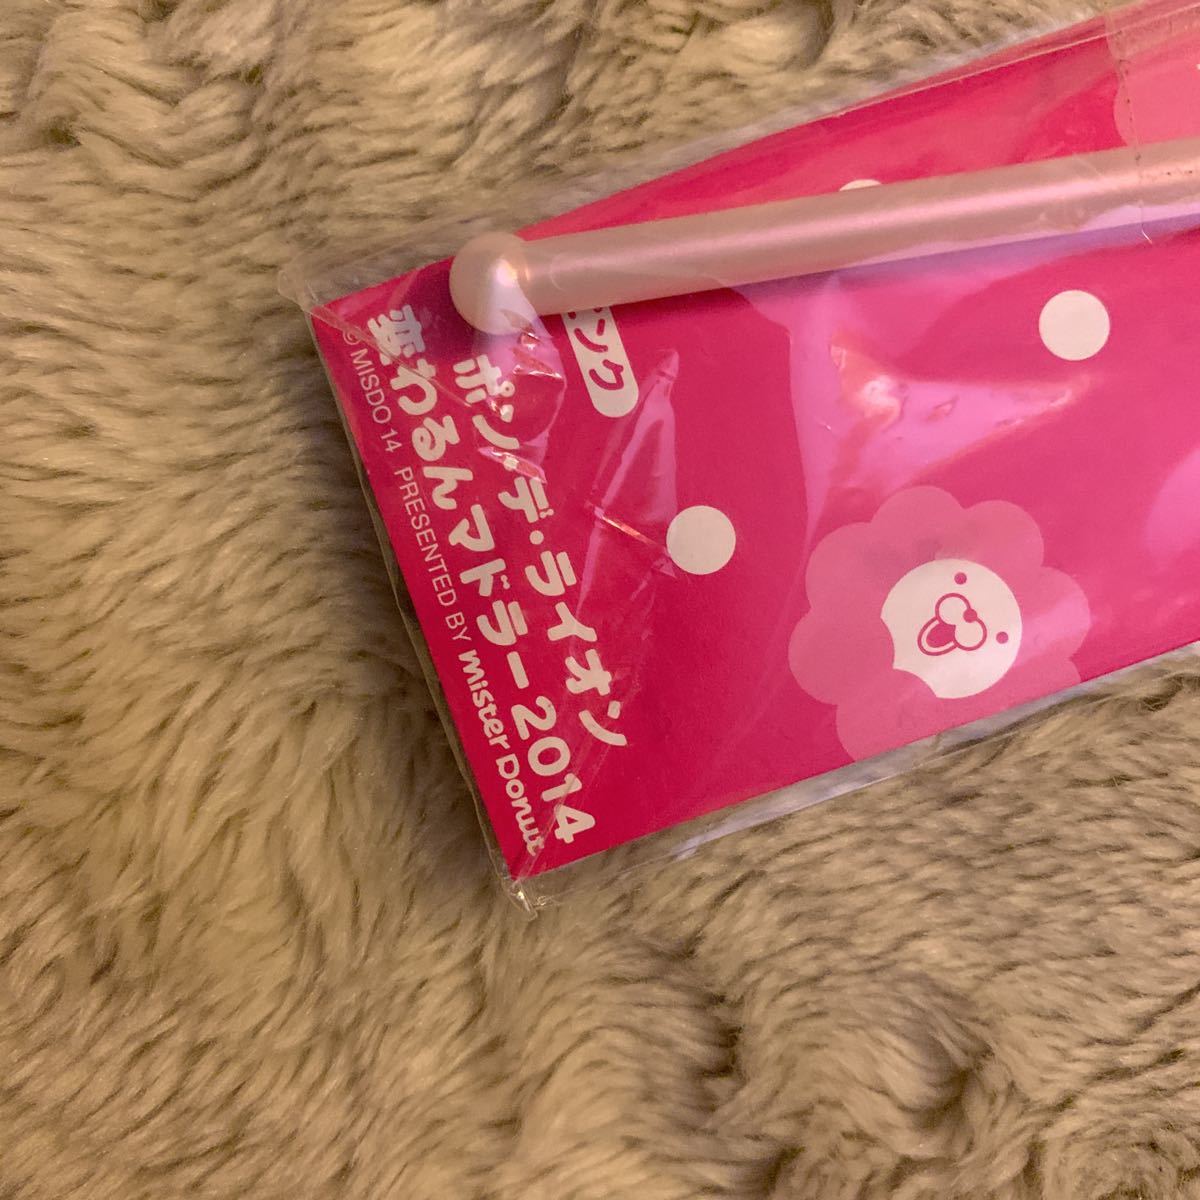 ポン・デ・ライオン
変わるんマドラー2014
© MISDO 14 PRESENTED BY mister Donut